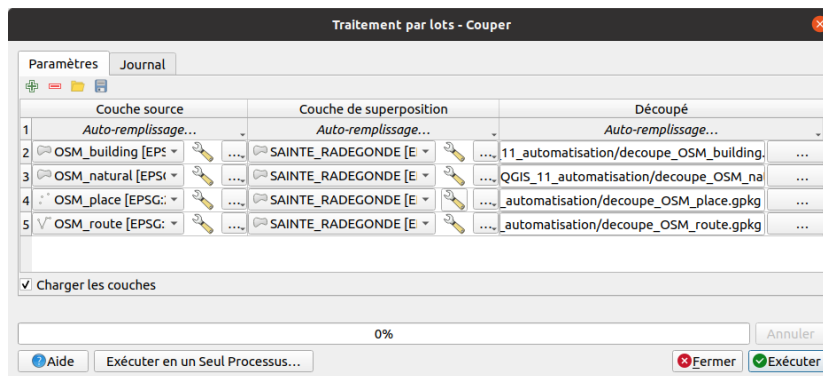 Traitement par lots - Couper
Paramètres Journal
Couche source Couche de superposition Découpé
1 Auto-remplissage... Auto-remplissage... Auto-remplissage...
2 OSM_building [EPS ... SAINTE_RADEGONDE [E ... 11_automatisation/decoupe_OSM_building. ...
3 OSM_natural [EPS( ... SAINTE_RADEGONDE [E ... QGIS_11_automatisation/decoupe_OSM_na ...
4 OSM_place [EPSG: ... SAINTE_RADEGONDE [E ... _automatisation/decoupe_OSM_place.gpkg ...
5 OSM_route [EPSG: ... SAINTE_RADEGONDE [E ... _automatisation/decoupe_OSM_route.gpkg ...
Charger les couches
0% Annuler
Aide Exécuter en un Seul Processus... Fermer Exécuter